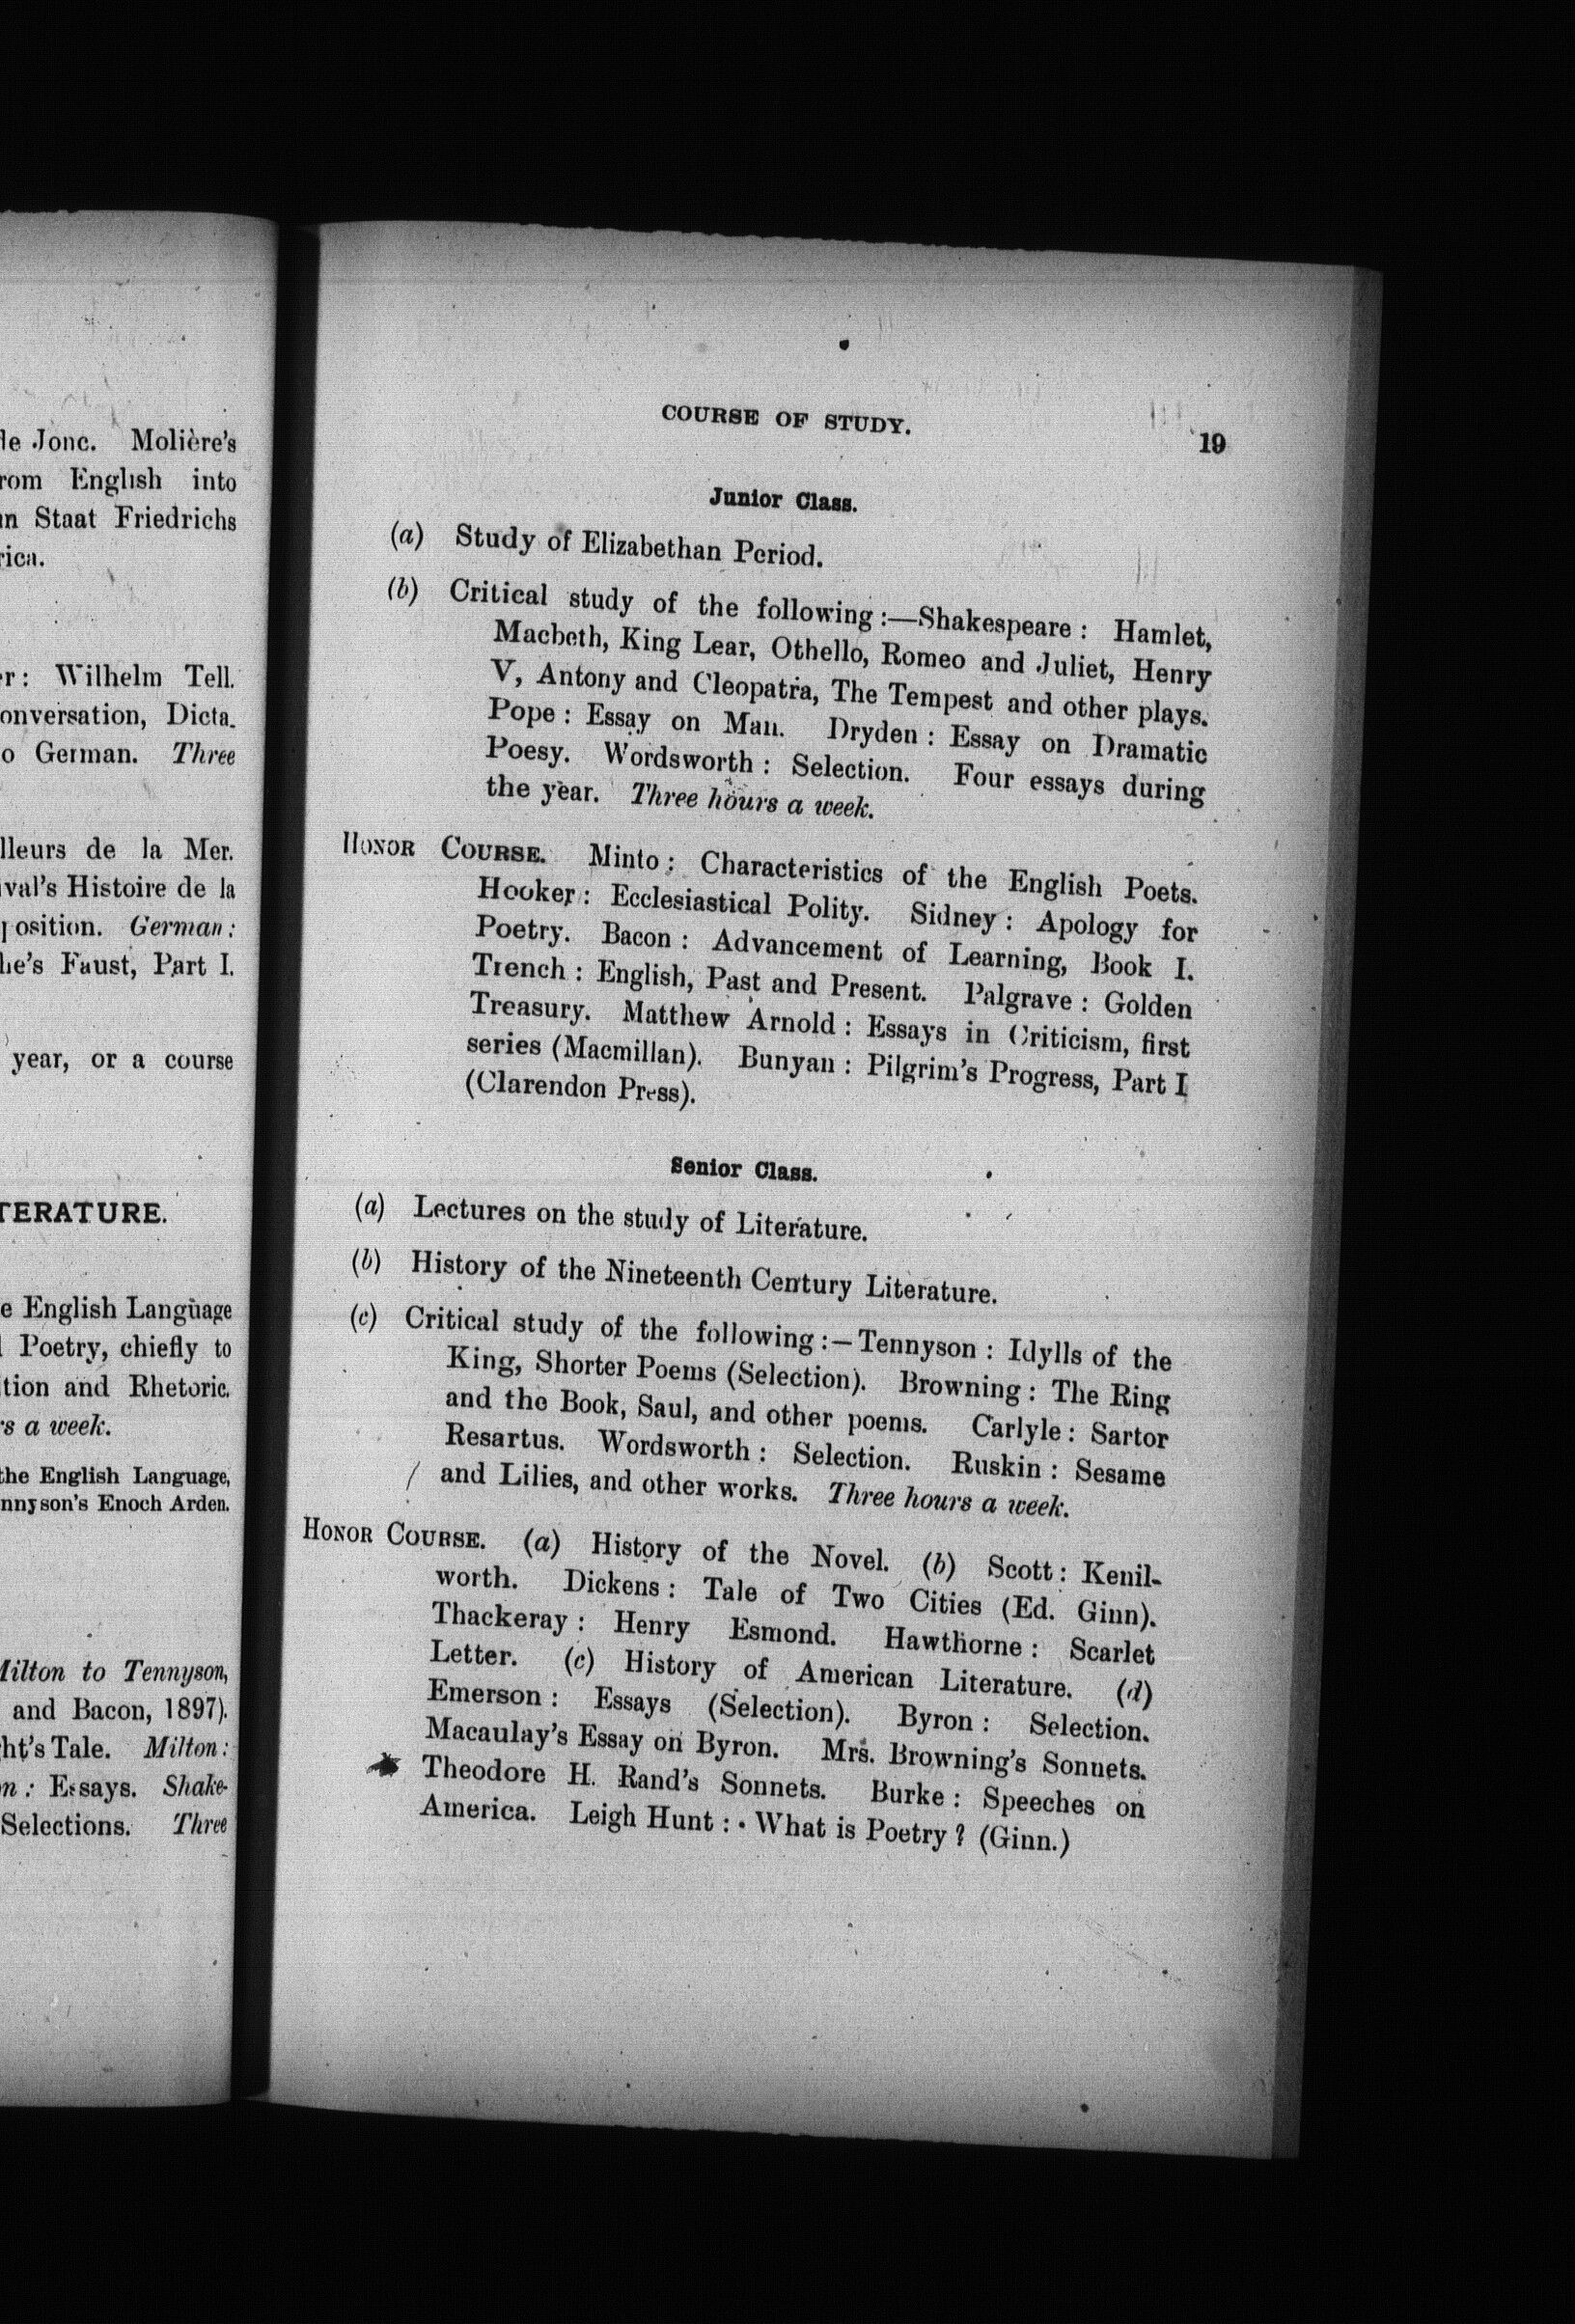 le Jonc. Molière's
rom English into
n Staat Friedrichs
rica.
r: Wilhelm Tell.
onversation, Dicta.
o German. Three
lleurs de la Mer.
val's Histoire de la
position. German:
he's Faust, Part I.
year, or a course
TERATURE.
e English Language
Poetry, chiefly to
tion and Rhetoric.
s a week.
the English Language,
nnyson's Enoch Arden.
Milton to Tennyson,
and Bacon, 1897).
ht's Tale. Milton:
n: Essays. Shake-
Selections. Three
COURSE OF STUDY.
19
Junior Class.
(a) Study of Elizabethan Period.
(b) Critical study of the following:—Shakespeare: Hamlet,
Macbeth, King Lear, Othello, Romeo and Juliet, Henry
V, Antony and Cleopatra, The Tempest and other plays.
Pope: Essay on Man. Dryden: Essay on Dramatic
Poesy. Wordsworth: Selection. Four essays during
the year. Three hours a week.
HONOR COURSE. Minto: Characteristics of the English Poets.
Hooker: Ecclesiastical Polity. Sidney: Apology for
Poetry. Bacon: Advancement of Learning, Book I.
Trench: English, Past and Present. Palgrave: Golden
Treasury. Matthew Arnold: Essays in Criticism, first
series (Macmillan). Bunyan: Pilgrim's Progress, Part I
(Clarendon Press).
Senior Class.
(a) Lectures on the study of Literature.
(b) History of the Nineteenth Century Literature.
(c) Critical study of the following:—Tennyson: Idylls of the
King, Shorter Poems (Selection). Browning: The Ring
and the Book, Saul, and other poems. Carlyle: Sartor
Resartus. Wordsworth: Selection. Ruskin: Sesame
and Lilies, and other works. Three hours a week.
HONOR COURSE. (a) History of the Novel. (b) Scott: Kenil-
worth. Dickens: Tale of Two Cities (Ed. Ginn).
Thackeray: Henry Esmond. Hawthorne: Scarlet
Letter. (c) History of American Literature. (d)
Emerson: Essays (Selection). Byron: Selection.
Macaulay's Essay on Byron. Mrs. Browning's Sonnets.
Theodore H. Rand's Sonnets. Burke: Speeches on
America. Leigh Hunt: What is Poetry? (Ginn.)